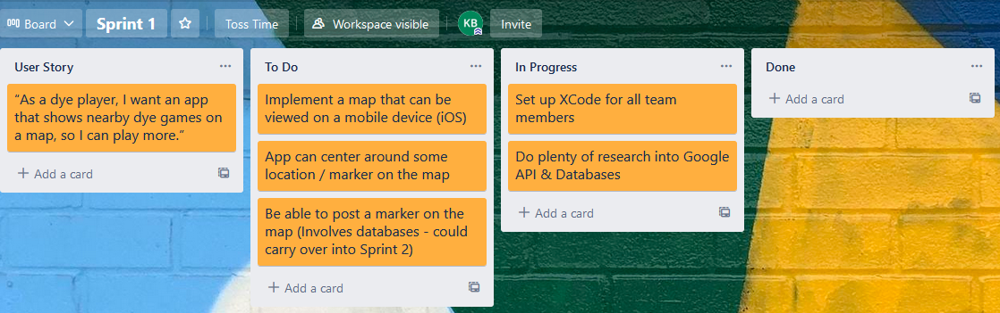 Board
Sprint 1
Toss Time
Workspace visible
KB
Invite
User Story
“As a dye player, I want an app
that shows nearby dye games on
a map, so I can play more.”
+ Add a card
To Do
Implement a map that can be
viewed on a mobile device (iOS)
App can center around some
location / marker on the map
Be able to post a marker on the
map (Involves databases - could
carry over into Sprint 2)
+ Add a card
In Progress
Set up XCode for all team
members
Do plenty of research into Google
API & Databases
+ Add a card
Done
+ Add a card